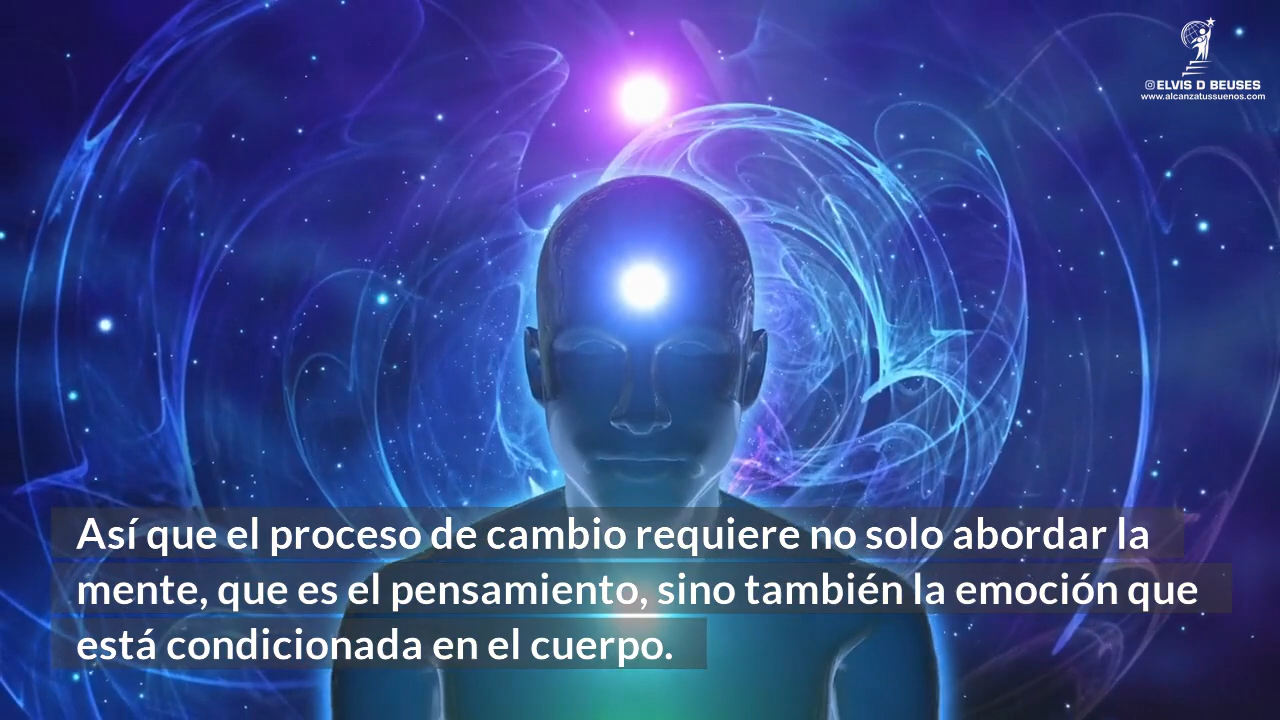 ELVIS D BEUSES
www.alcanzatussuenos.com
Así que el proceso de cambio requiere no solo abordar la
mente, que es el pensamiento, sino también la emoción que
está condicionada en el cuerpo.